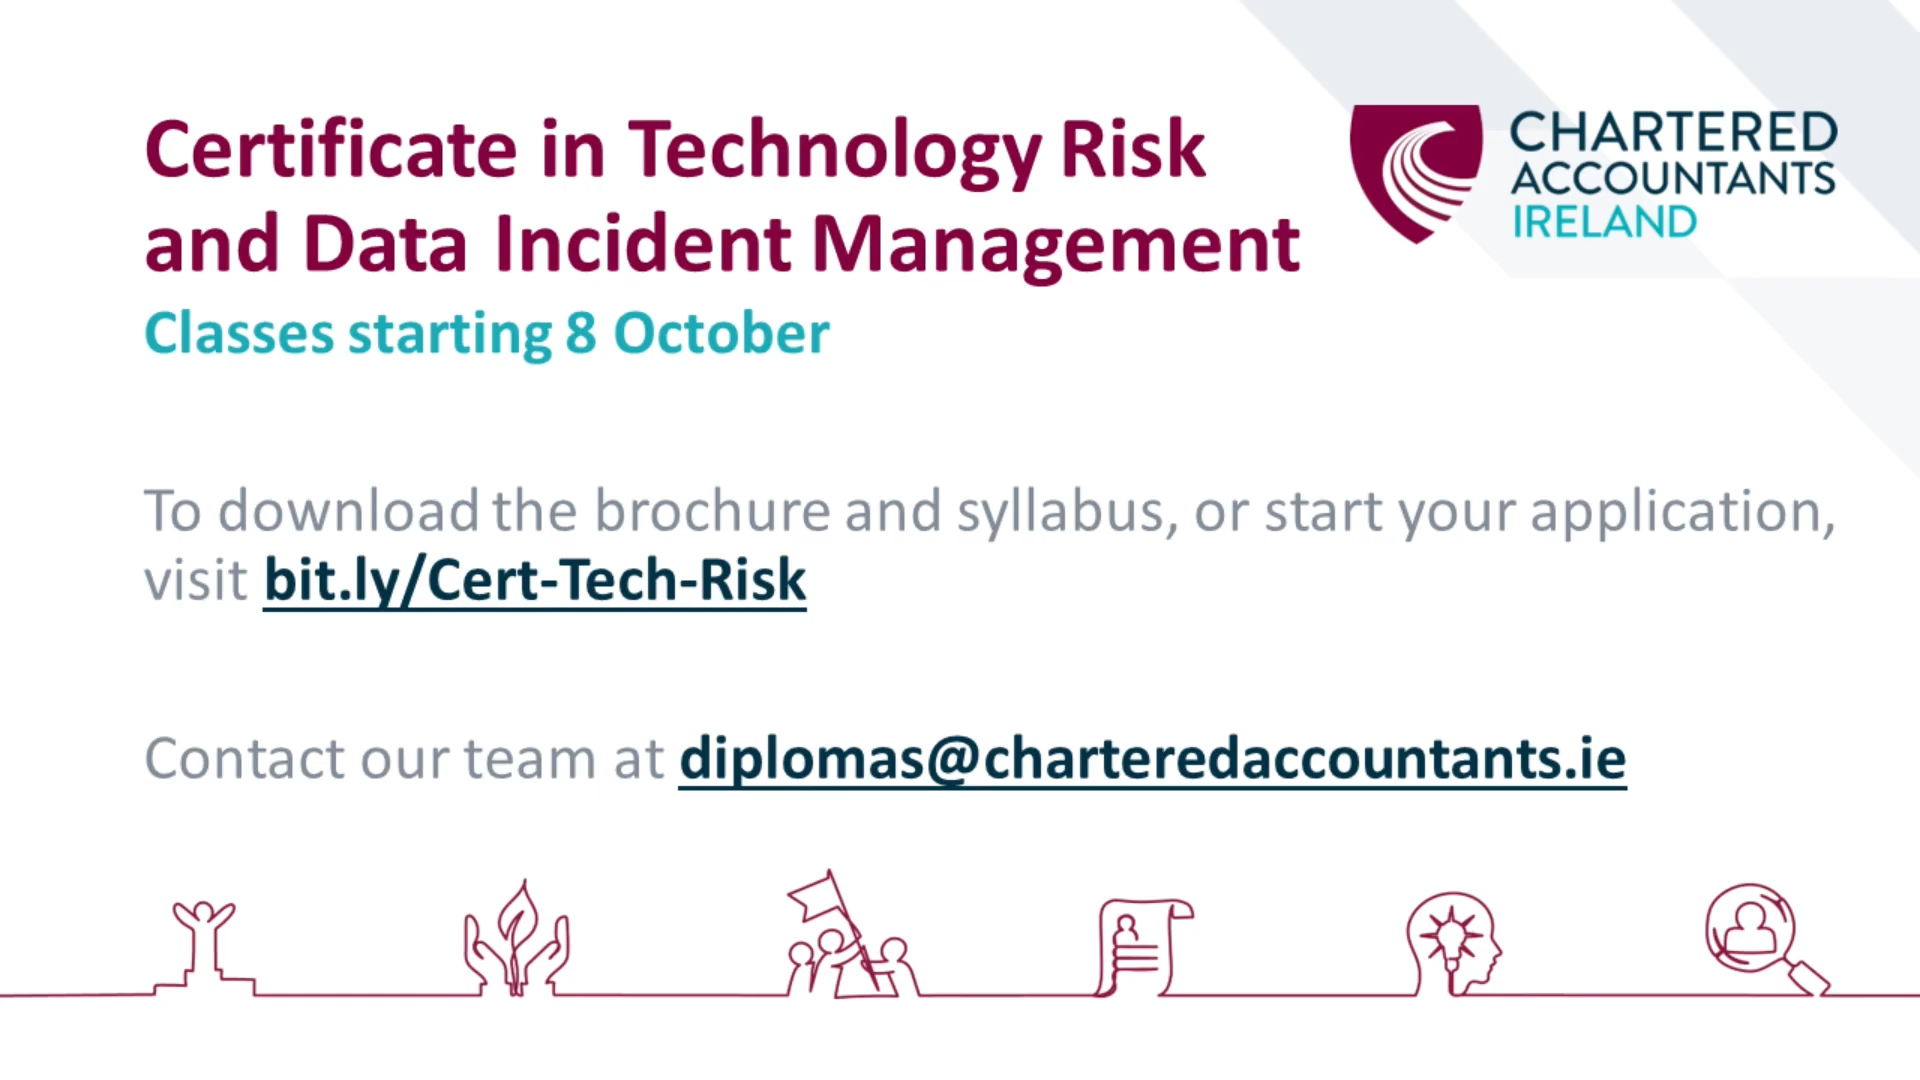 Certificate in Technology Risk
and Data Incident Management
Classes starting 8 October
CHARTERED
ACCOUNTANTS
IRELAND
To download the brochure and syllabus, or start your application,
visit bit.ly/Cert-Tech-Risk
Contact our team at diplomas@charteredaccountants.ie